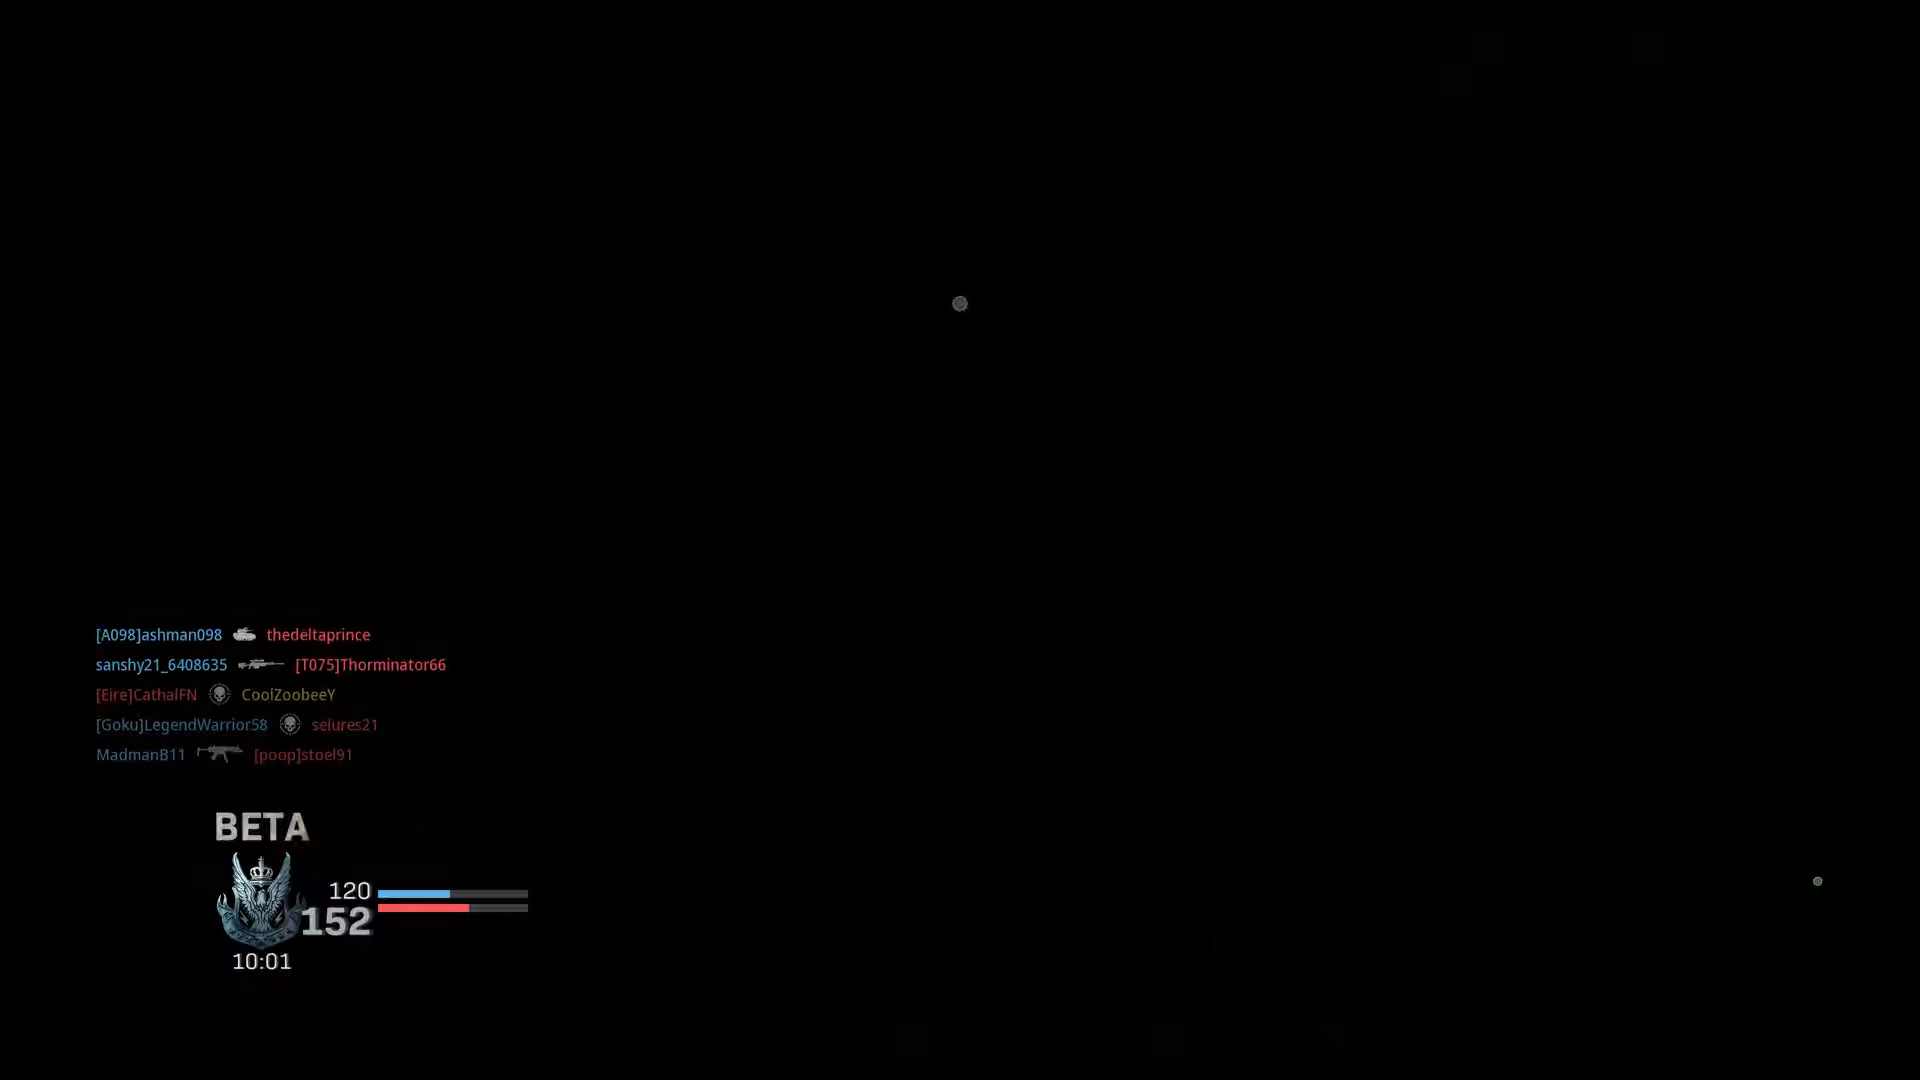 [A098]ashman098 thedeltaprince
sanshy21_6408635 [T075]Thorminator66
[Eire]CathalFN CoolZoobeeY
[Goku]LegendWarrior58 selures21
MadmanB11 [poop]stoel91
BETA
120
152
10:01